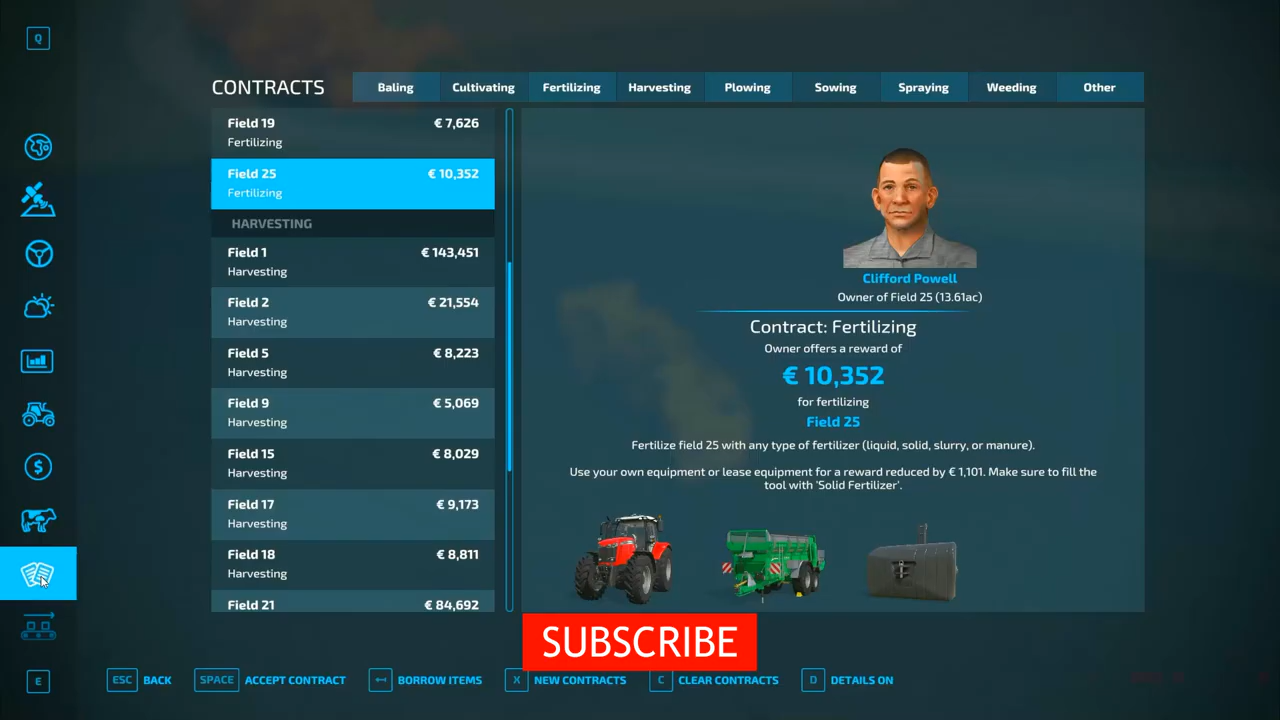 Q
CONTRACTS
Baling Cultivating Fertilizing Harvesting Plowing Sowing Spraying Weeding Other
Field 19 € 7,626
Fertilizing
Field 25 € 10,352
Fertilizing
HARVESTING
Field 1 € 143,451
Harvesting
Field 2 € 21,554
Harvesting
Field 5 € 8,223
Harvesting
Field 9 € 5,069
Harvesting
Field 15 € 8,029
Harvesting
Field 17 € 9,173
Harvesting
Field 18 € 8,811
Harvesting
Field 21 € 84,692
Clifford Powell
Owner of Field 25 (13.61ac)
Contract: Fertilizing
Owner offers a reward of
€ 10,352
for fertilizing
Field 25
Fertilize field 25 with any type of fertilizer (liquid, solid, slurry, or manure).
Use your own equipment or lease equipment for a reward reduced by € 1,101. Make sure to fill the
tool with 'Solid Fertilizer'.
SUBSCRIBE
E
ESC BACK SPACE ACCEPT CONTRACT BORROW ITEMS X NEW CONTRACTS C CLEAR CONTRACTS D DETAILS ON